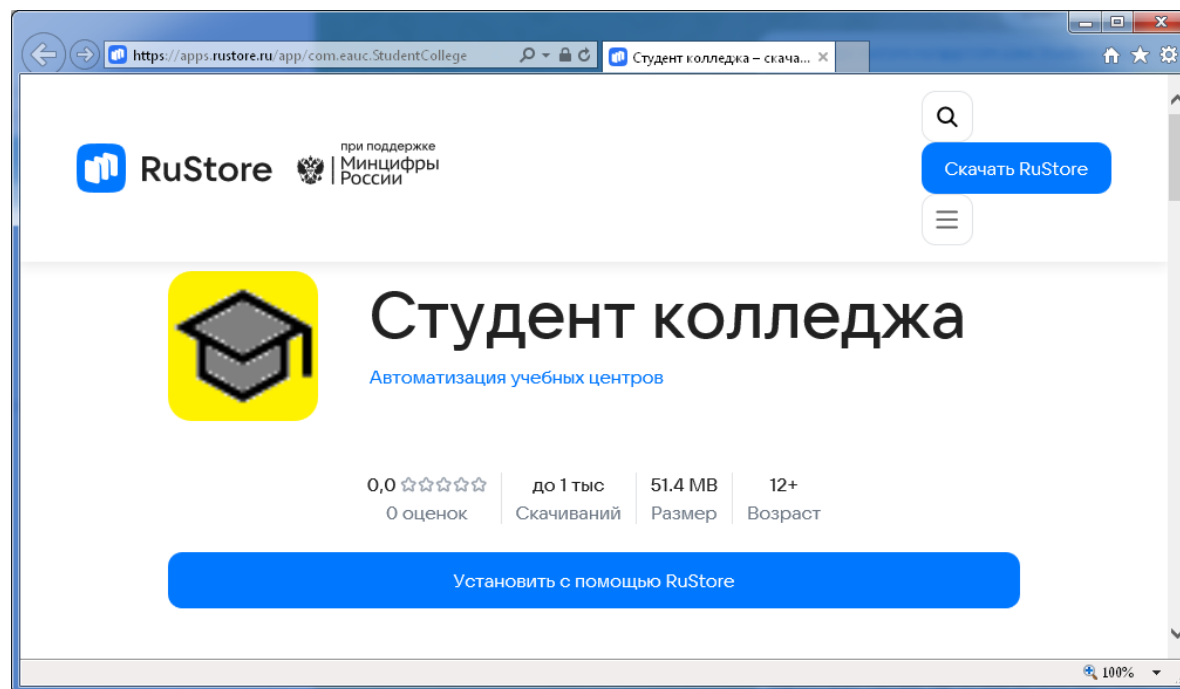 https://apps.rustore.ru/app/com.eauc.StudentCollege
Студент колледжа – скача...
RuStore
при поддержке
Минцифры
России
Скачать RuStore
Студент колледжа
Автоматизация учебных центров
0,0 до 1 тыс 51.4 MB 12+
0 оценок Скачиваний Размер Возраст
Установить с помощью RuStore
100%